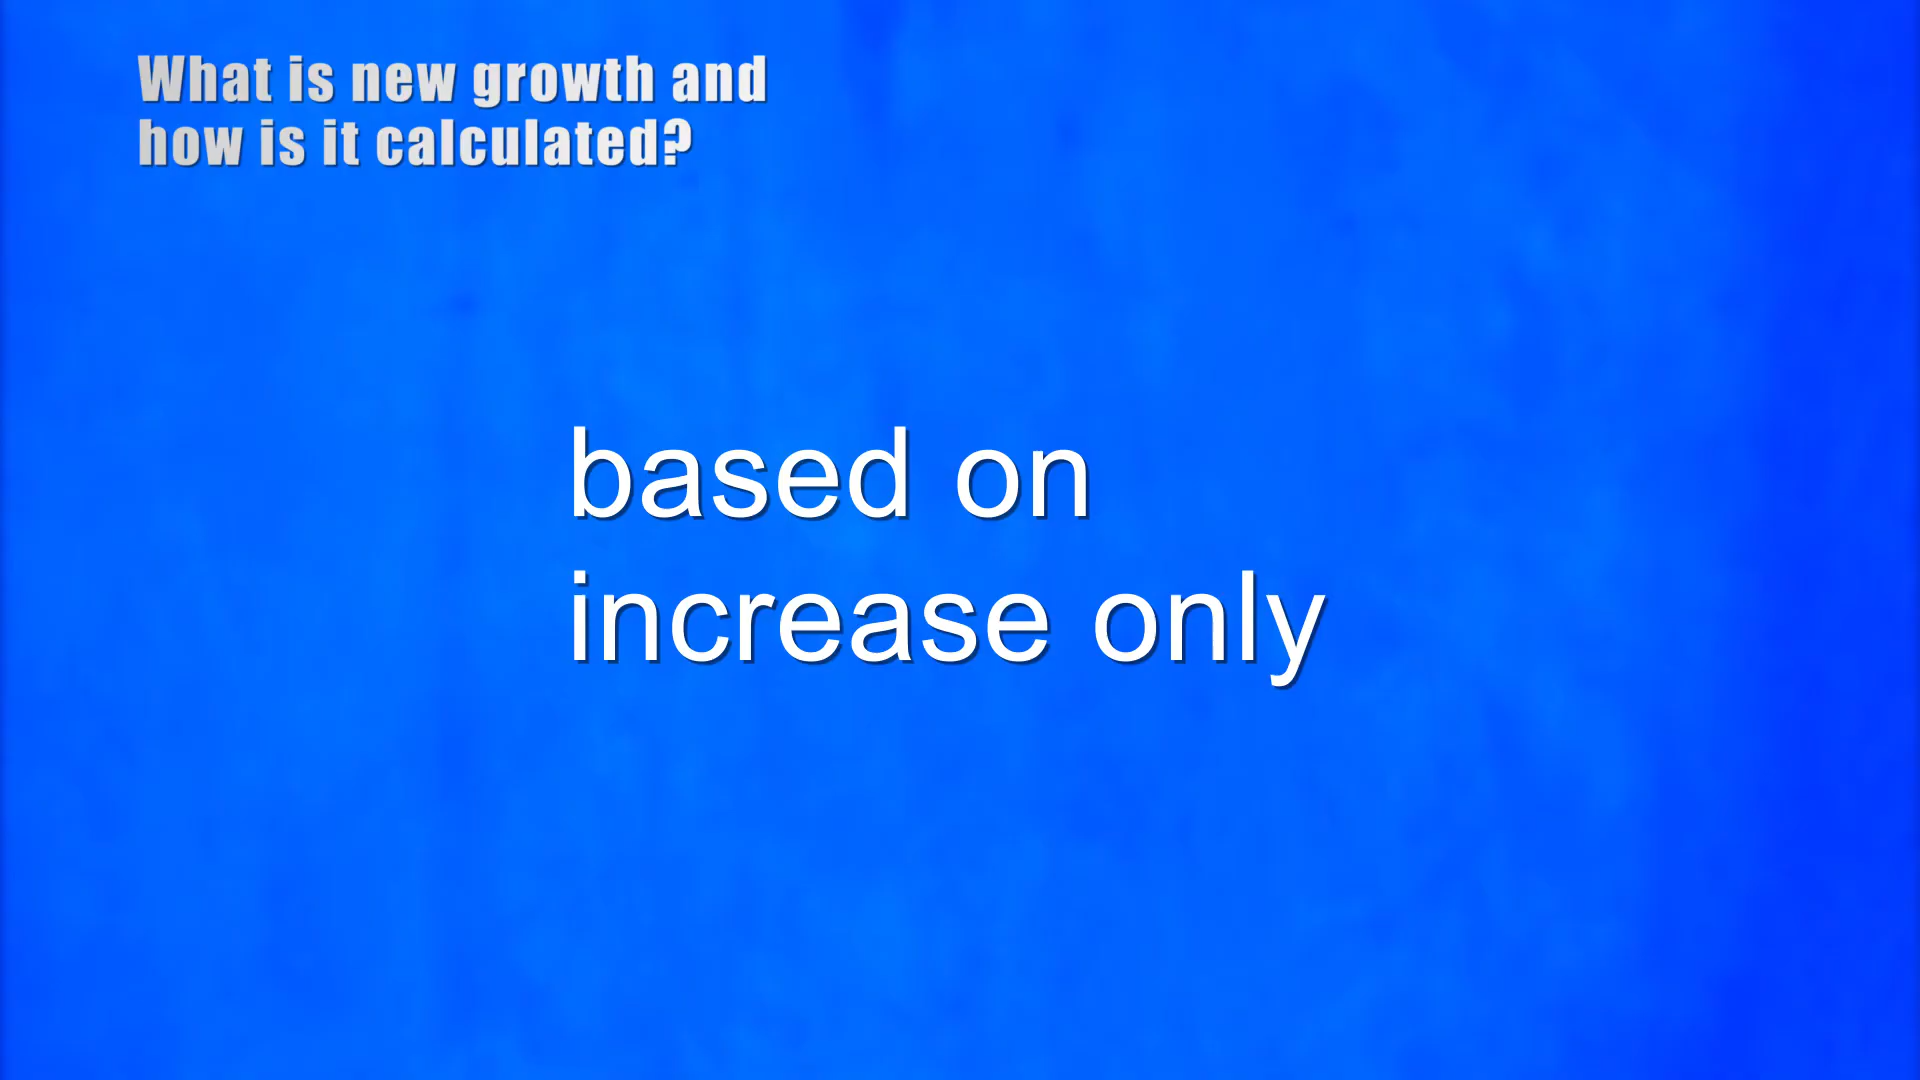 What is new growth and
how is it calculated?
based on
increase only